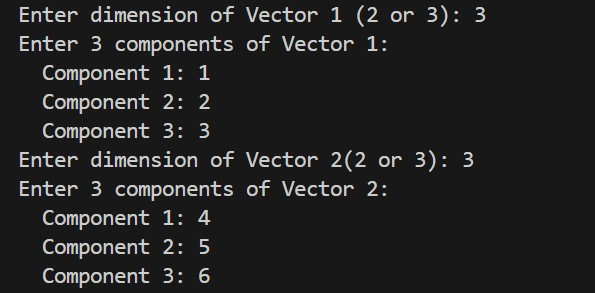 Enter dimension of Vector 1 (2 or 3): 3
Enter 3 components of Vector 1:
  Component 1: 1
  Component 2: 2
  Component 3: 3
Enter dimension of Vector 2(2 or 3): 3
Enter 3 components of Vector 2:
  Component 1: 4
  Component 2: 5
  Component 3: 6